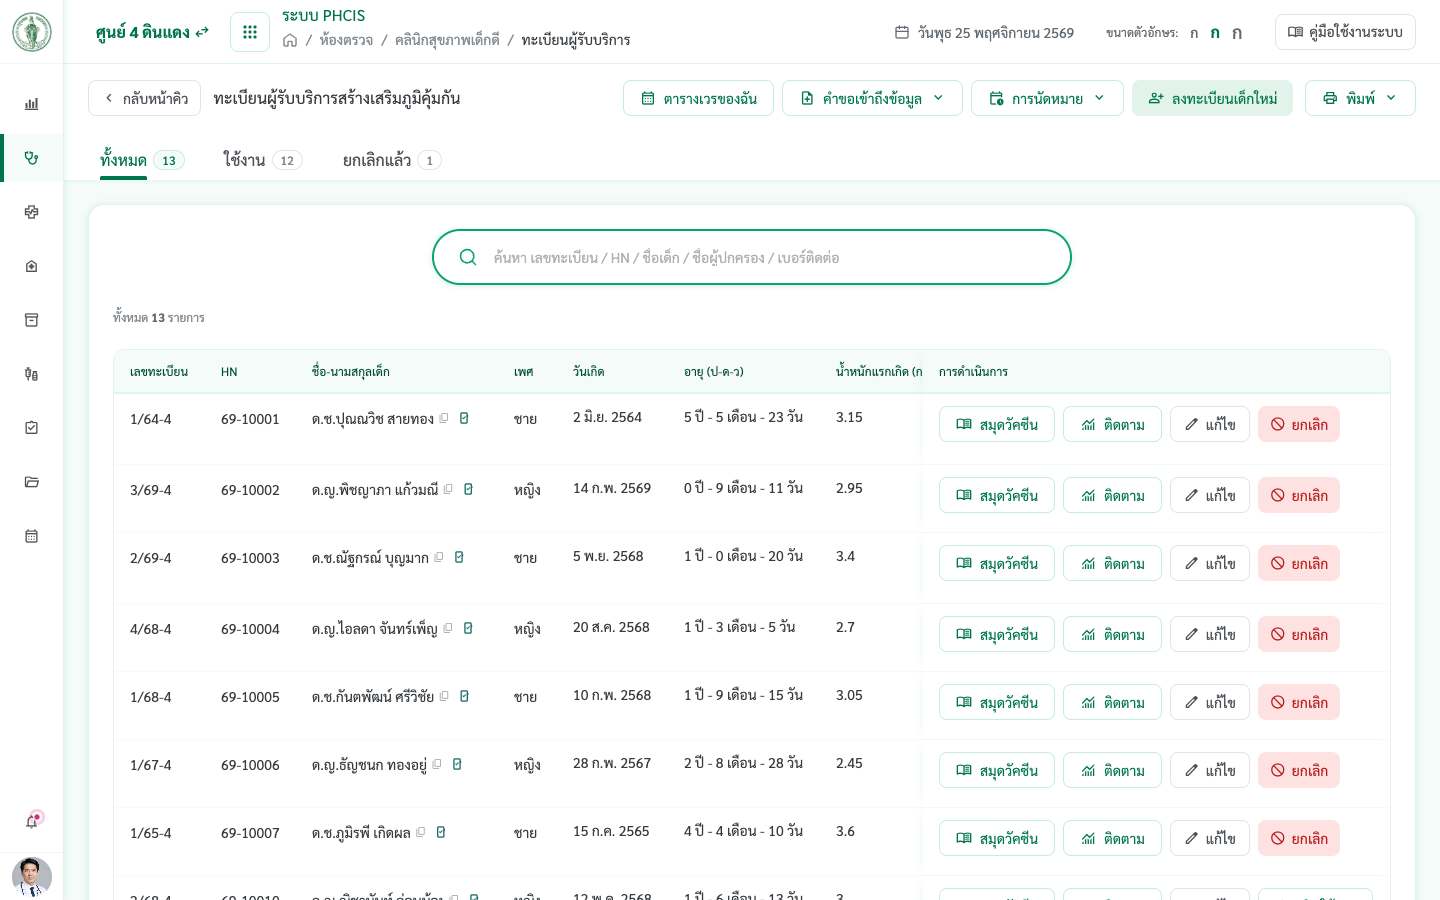 ศูนย์ 4 ดินแดง
ระบบ PHCIS
/ ห้องตรวจ / คลินิกสุขภาพเด็กดี / ทะเบียนผู้รับบริการ
วันพุธ 25 พฤศจิกายน 2569
ขนาดตัวอักษร: ก ก ก
คู่มือใช้งานระบบ
กลับหน้าคิว
ทะเบียนผู้รับบริการสร้างเสริมภูมิคุ้มกัน
ตารางเวรของฉัน
คำขอเข้าถึงข้อมูล
การนัดหมาย
ลงทะเบียนเด็กใหม่
พิมพ์
ทั้งหมด 13
ใช้งาน 12
ยกเลิกแล้ว 1
ค้นหา เลขทะเบียน / HN / ชื่อเด็ก / ชื่อผู้ปกครอง / เบอร์ติดต่อ
ทั้งหมด 13 รายการ
เลขทะเบียน HN ชื่อ-นามสกุลเด็ก เพศ วันเกิด อายุ (ป-ด-ว) น้ำหนักแรกเกิด (ก การดำเนินการ
1/64-4 69-10001 ด.ช.ปุณณวิช สายทอง ชาย 2 มิ.ย. 2564 5 ปี - 5 เดือน - 23 วัน 3.15 สมุดวัคซีน ติดตาม แก้ไข ยกเลิก
3/69-4 69-10002 ด.ญ.พิชญาภา แก้วมณี หญิง 14 ก.พ. 2569 0 ปี - 9 เดือน - 11 วัน 2.95 สมุดวัคซีน ติดตาม แก้ไข ยกเลิก
2/69-4 69-10003 ด.ช.ณัฐกรณ์ บุญมาก ชาย 5 พ.ย. 2568 1 ปี - 0 เดือน - 20 วัน 3.4 สมุดวัคซีน ติดตาม แก้ไข ยกเลิก
4/68-4 69-10004 ด.ญ.ไอลดา จันทร์เพ็ญ หญิง 20 ส.ค. 2568 1 ปี - 3 เดือน - 5 วัน 2.7 สมุดวัคซีน ติดตาม แก้ไข ยกเลิก
1/68-4 69-10005 ด.ช.กันตพัฒน์ ศรีวิชัย ชาย 10 ก.พ. 2568 1 ปี - 9 เดือน - 15 วัน 3.05 สมุดวัคซีน ติดตาม แก้ไข ยกเลิก
1/67-4 69-10006 ด.ญ.ธัญชนก ทองอยู่ หญิง 28 ก.พ. 2567 2 ปี - 8 เดือน - 28 วัน 2.45 สมุดวัคซีน ติดตาม แก้ไข ยกเลิก
1/65-4 69-10007 ด.ช.ภูมิรพี เกิดผล ชาย 15 ก.ค. 2565 4 ปี - 4 เดือน - 10 วัน 3.6 สมุดวัคซีน ติดตาม แก้ไข ยกเลิก
69-10010 หญิง 12 พ.ค. 2568 1 ปี - 6 เดือน - 13 วัน 3